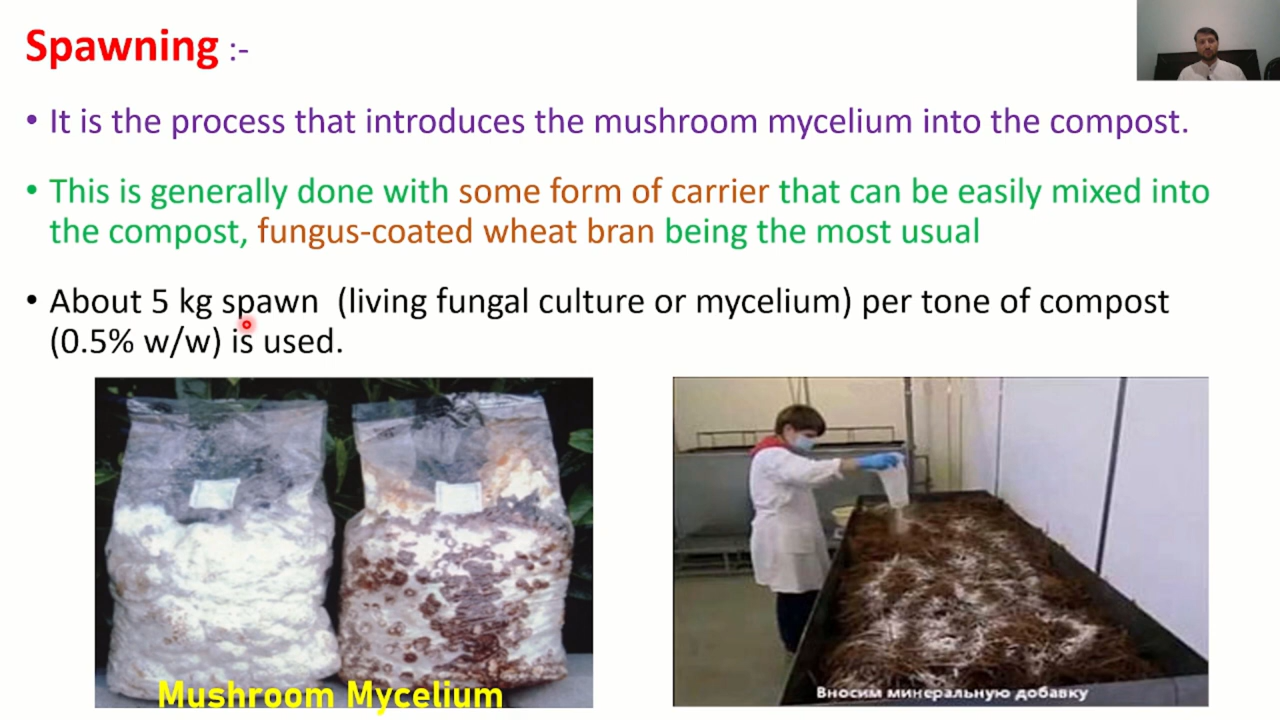 Spawning :-
• It is the process that introduces the mushroom mycelium into the compost.
• This is generally done with some form of carrier that can be easily mixed into
the compost, fungus-coated wheat bran being the most usual
• About 5 kg spawn (living fungal culture or mycelium) per tone of compost
(0.5% w/w) is used.
Mushroom Mycelium
Вносим минеральную добавку